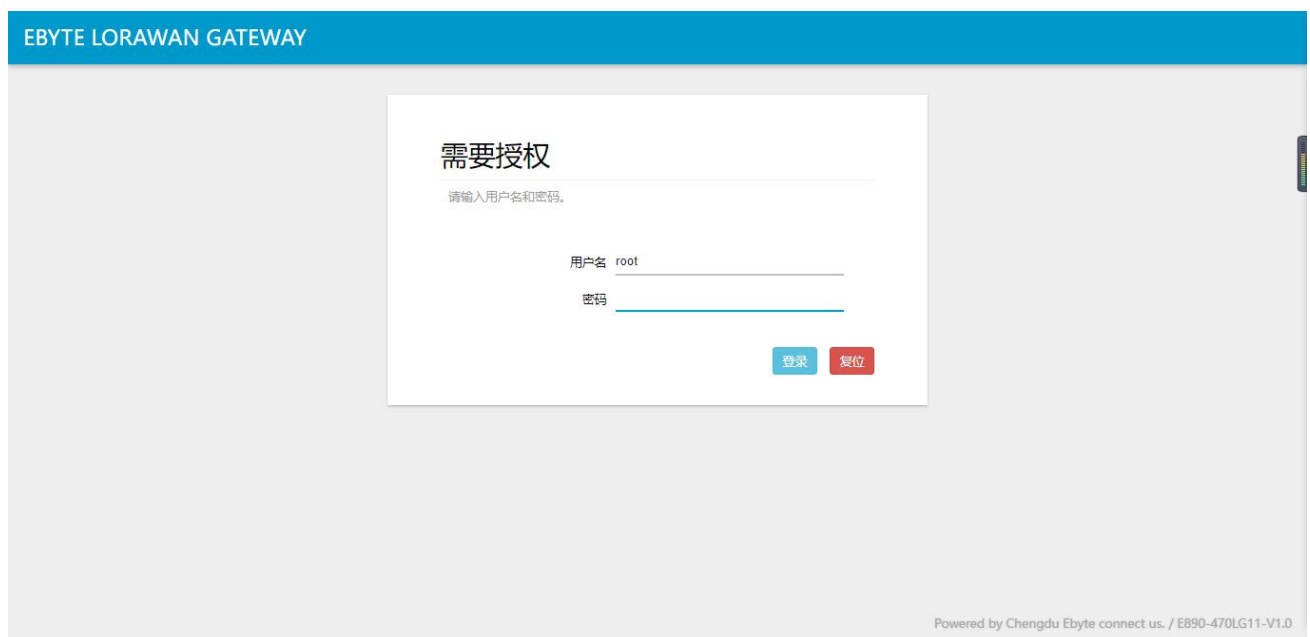 EBYTE LORAWAN GATEWAY
需要授权
请输入用户名和密码。
用户名 root
密码
登录 复位
Powered by Chengdu Ebyte connect us. / E890-470LG11-V1.0